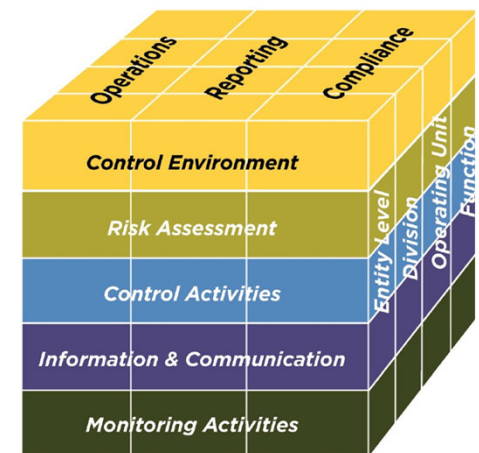 Operations
Reporting
Compliance
Control Environment
Risk Assessment
Control Activities
Information & Communication
Monitoring Activities
Entity Level
Division
Operating Unit
Function